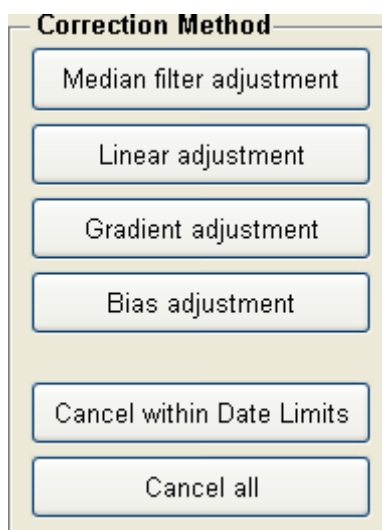 Correction Method
Median filter adjustment
Linear adjustment
Gradient adjustment
Bias adjustment
Cancel within Date Limits
Cancel all